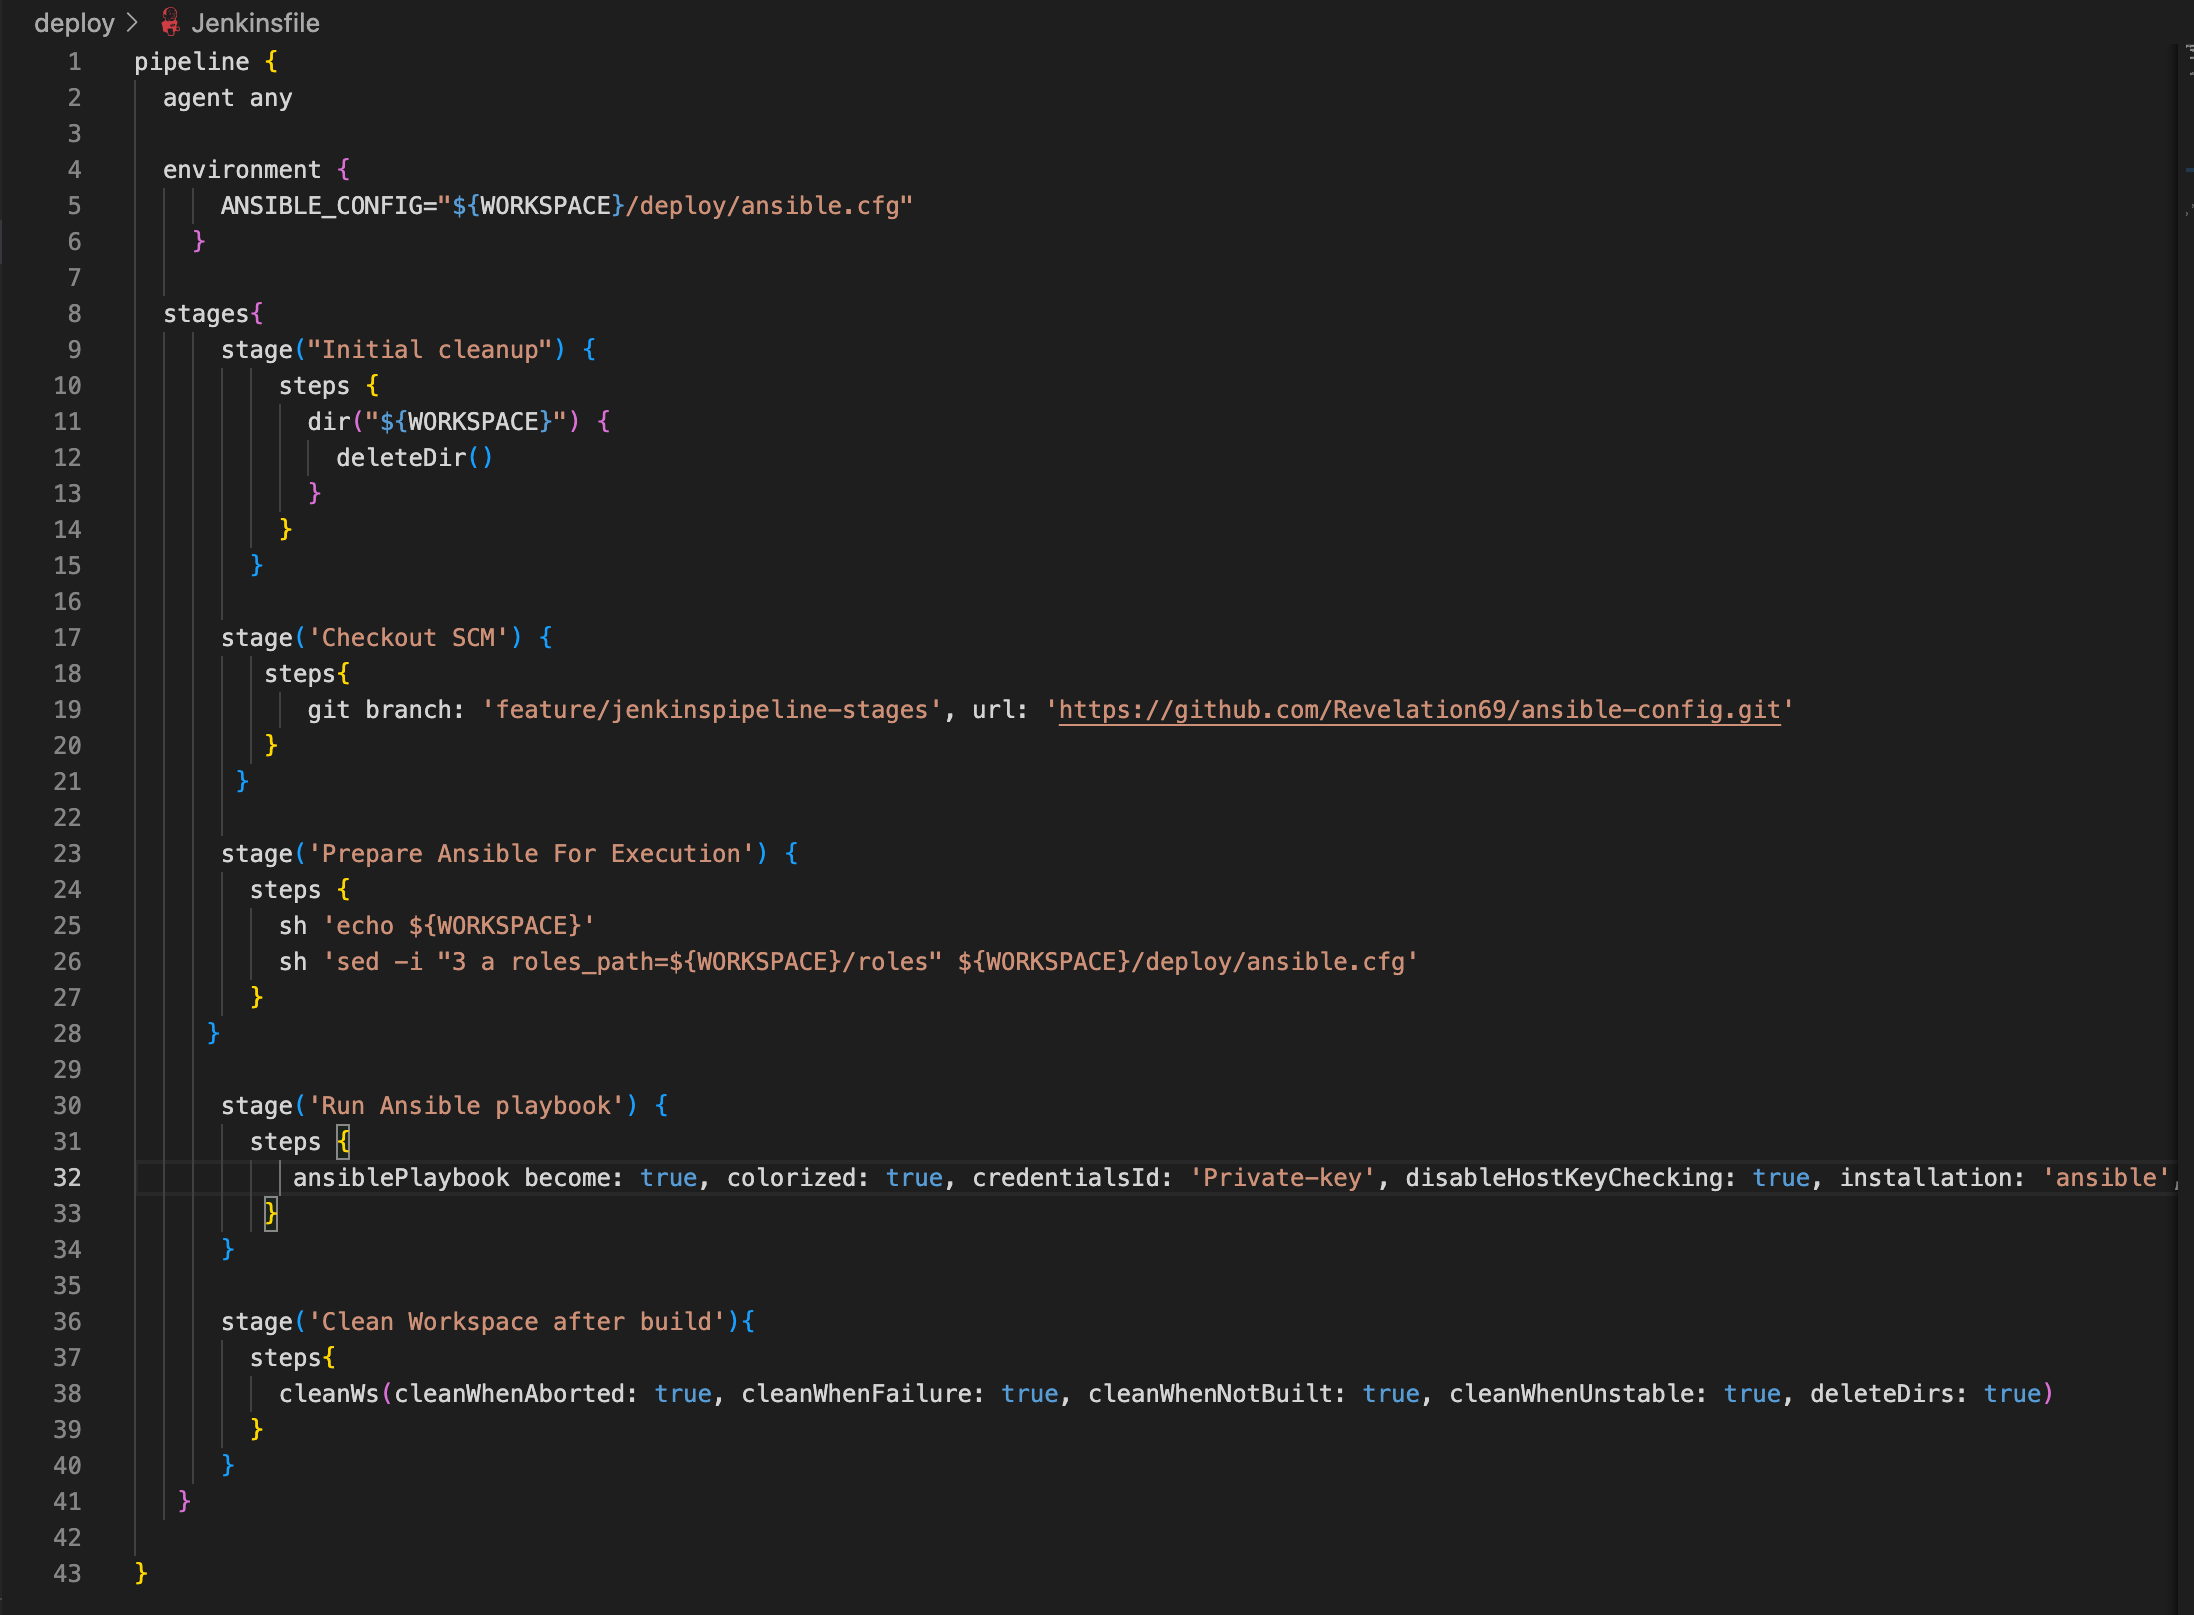 deploy > Jenkinsfile
1 pipeline {
2 agent any
3
4 environment {
5 ANSIBLE_CONFIG="${WORKSPACE}/deploy/ansible.cfg"
6 }
7
8 stages{
9 stage("Initial cleanup") {
10 steps {
11 dir("${WORKSPACE}") {
12 deleteDir()
13 }
14 }
15 }
16
17 stage('Checkout SCM') {
18 steps{
19 git branch: 'feature/jenkinspipeline-stages', url: 'https://github.com/Revelation69/ansible-config.git'
20 }
21 }
22
23 stage('Prepare Ansible For Execution') {
24 steps {
25 sh 'echo ${WORKSPACE}'
26 sh 'sed -i "3 a roles_path=${WORKSPACE}/roles" ${WORKSPACE}/deploy/ansible.cfg'
27 }
28 }
29
30 stage('Run Ansible playbook') {
31 steps {
32 ansiblePlaybook become: true, colorized: true, credentialsId: 'Private-key', disableHostKeyChecking: true, installation: 'ansible',
33 }
34 }
35
36 stage('Clean Workspace after build'){
37 steps{
38 cleanWs(cleanWhenAborted: true, cleanWhenFailure: true, cleanWhenNotBuilt: true, cleanWhenUnstable: true, deleteDirs: true)
39 }
40 }
41 }
42
43 }